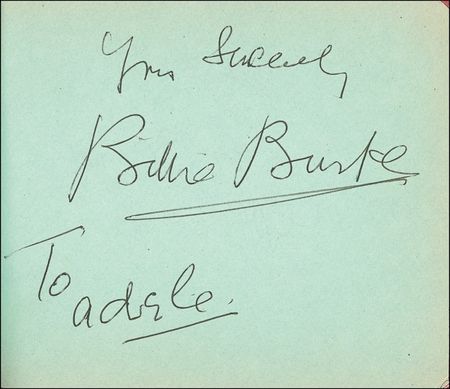 Yrs Sincerely
Billie Burke
To
adele.